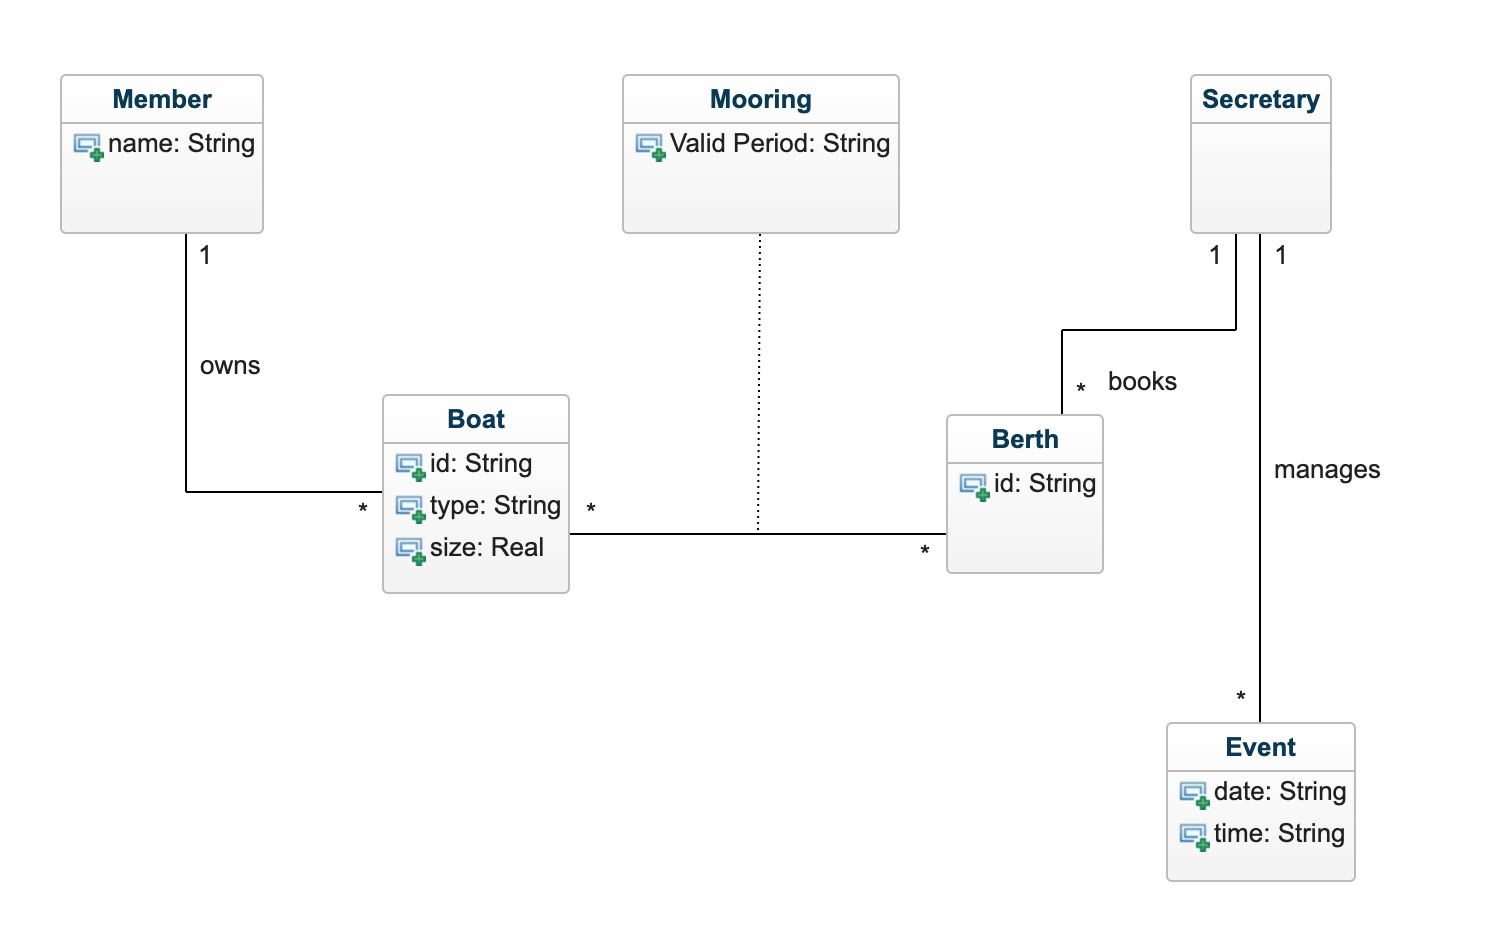 Member
name: String
Mooring
Valid Period: String
Secretary
1
1
1
owns
books
*
Boat
id: String
type: String
size: Real
*
*
Berth
id: String
*
manages
*
Event
date: String
time: String